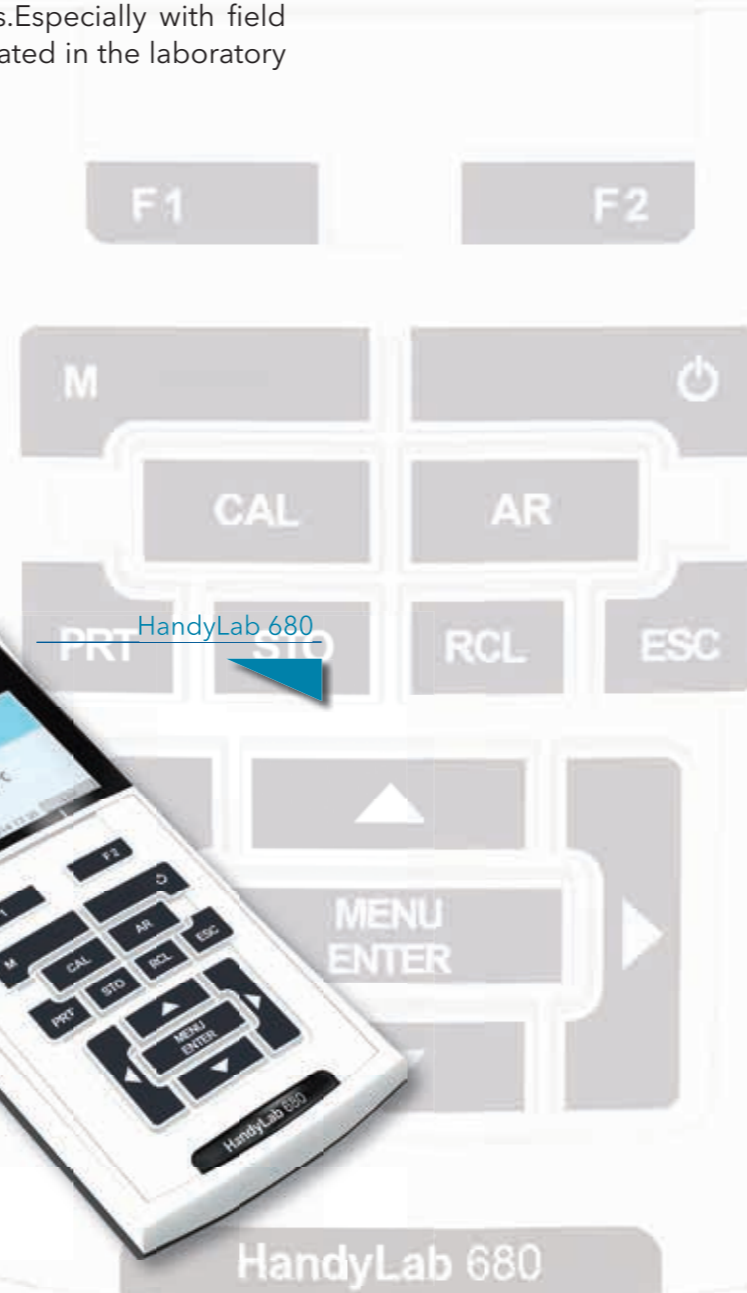 s.Especially with field
ated in the laboratory
F1 F2
M
CAL AR
PRT STO RCL ESC
HandyLab 680
MENU
ENTER
F2
M
CAL AR
PRT STO RCL ESC
MENU
ENTER
HandyLab 680
HandyLab 680